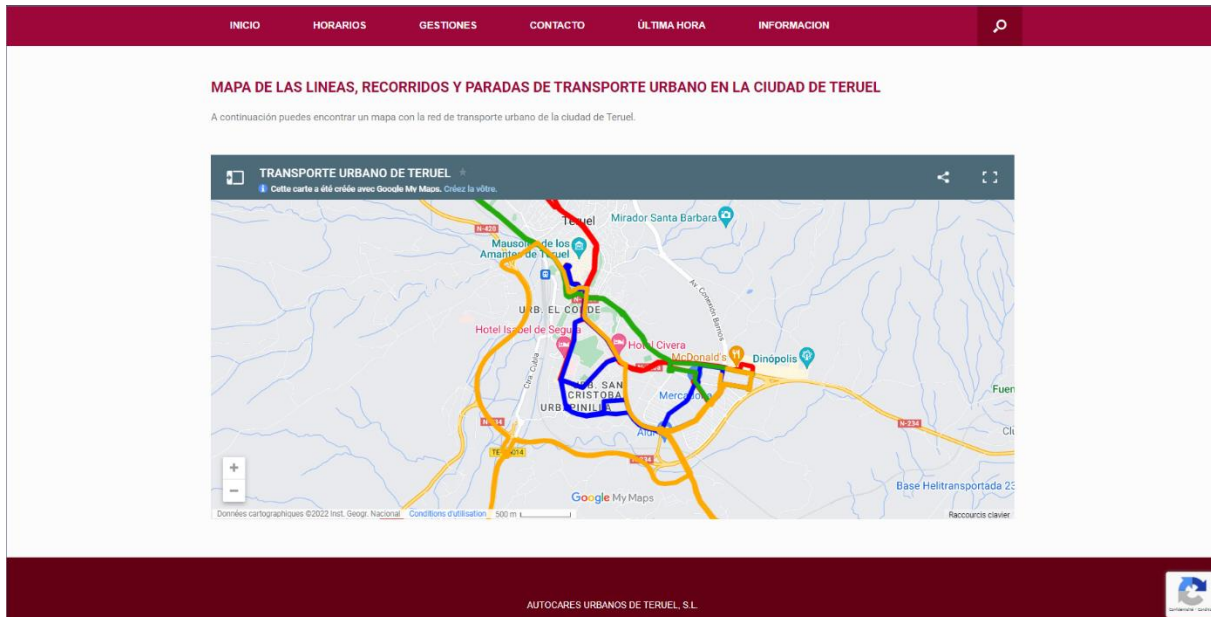 INICIO HORARIOS GESTIONES CONTACTO ÚLTIMA HORA INFORMACION
MAPA DE LAS LINEAS, RECORRIDOS Y PARADAS DE TRANSPORTE URBANO EN LA CIUDAD DE TERUEL
A continuación puedes encontrar un mapa con la red de transporte urbano de la ciudad de Teruel.
TRANSPORTE URBANO DE TERUEL
Cette carte a été créée avec Google My Maps. Créez la vôtre.
Teruel
Mirador Santa Barbara
N-420
Mausoleo de los
Amantes de Teruel
Av. Conexión Barrios
URB. EL CONDE
Hotel Isabel de Segura
Hotel Civera
McDonald's
Dinópolis
Ctra. Cubla
URB. SAN
CRISTOBAL
URB. PINILLA
Mercadona
Fuen
N-234
N-234
Base Helitransportada 23
Google My Maps
Données cartographiques ©2022 Inst. Geogr. Nacional Conditions d'utilisation 500 m
Raccourcis clavier
AUTOCARES URBANOS DE TERUEL, S.L.